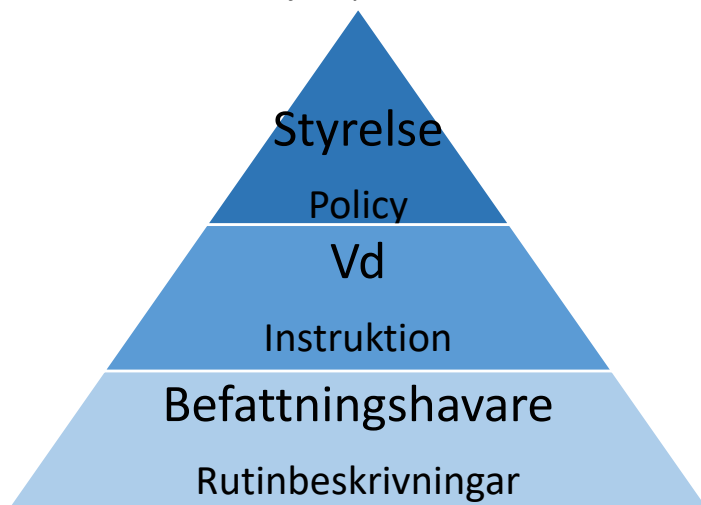 Styrelse
Policy
Vd
Instruktion
Befattningshavare
Rutinbeskrivningar